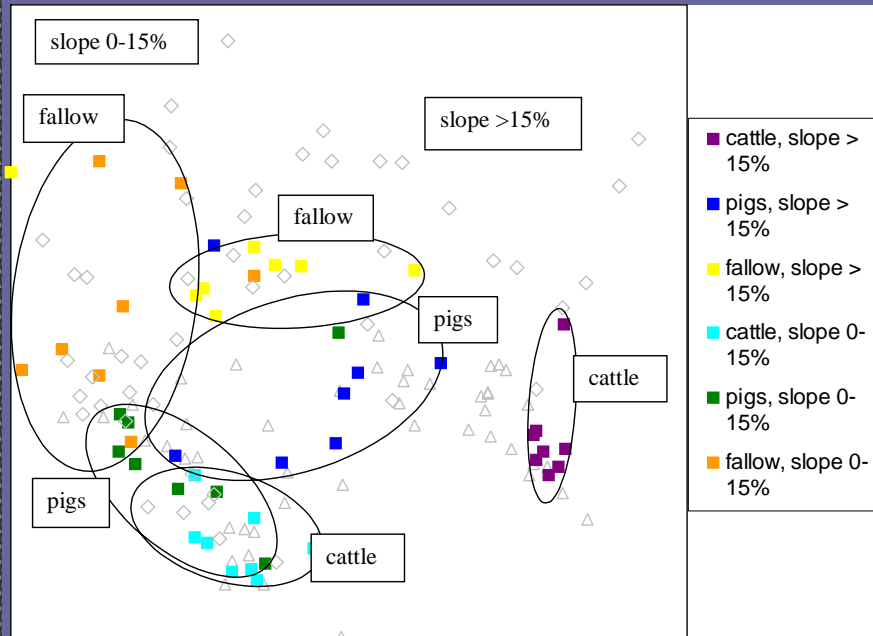 slope 0-15%
fallow
slope >15%
fallow
pigs
cattle
pigs
cattle
cattle, slope >
15%
pigs, slope >
15%
fallow, slope >
15%
cattle, slope 0-
15%
pigs, slope 0-
15%
fallow, slope 0-
15%